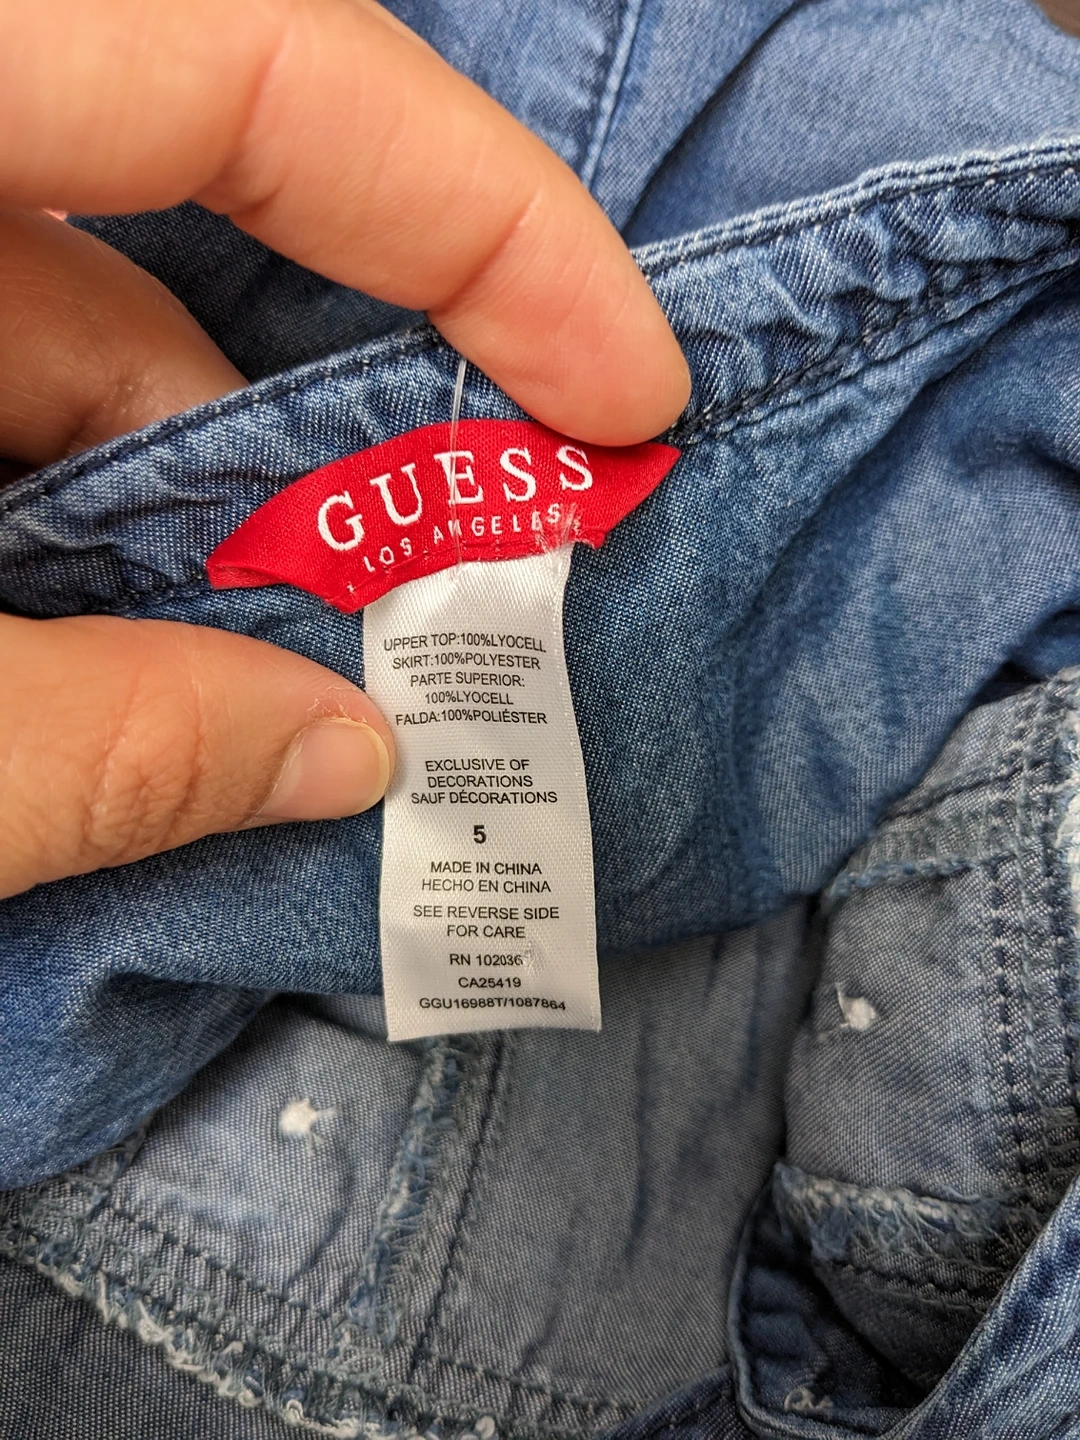 GUESS
LOS ANGELES
UPPER TOP:100%LYOCELL
SKIRT:100%POLYESTER
PARTE SUPERIOR:
100%LYOCELL
FALDA:100%POLIÉSTER
EXCLUSIVE OF
DECORATIONS
SAUF DÉCORATIONS
5
MADE IN CHINA
HECHO EN CHINA
SEE REVERSE SIDE
FOR CARE
RN 102036
CA25419
GGU16988T/1087864